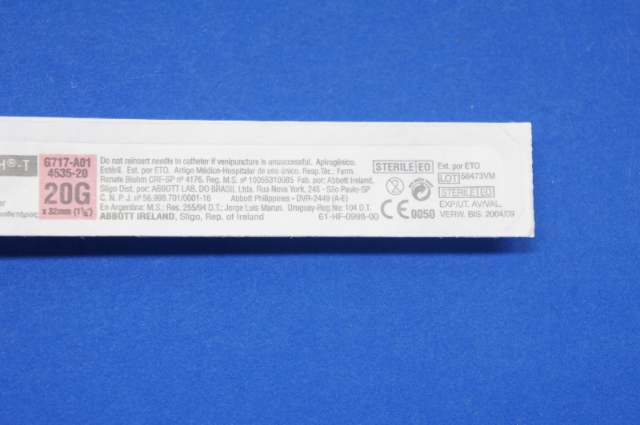 H®-T
G717-A01
4535-20
20G
x 32mm (1¼")
Do not reinsert needle in catheter if venipuncture is unsuccessful. Apirogênico.
Estéril. Est. por ETO. Artigo Médico-Hospitalar de uso único. Resp. Téc.: Farm.
Renate Blohm CRF-SP nº 4176. Reg. M.S. nº 10055310085 Fab. por: Abbott Ireland,
Sligo Dist. por: ABBOTT LAB. DO BRASIL Ltda. Rua Nova York, 245 - São Paulo-SP
C. N. P. J. nº 56.998.701/0001-16 Abbott Philippines - DVR-2449 (A-E)
En Argentina: M.S.: Res. 255/94 D.T.: Jorge Luis Marun. Uruguay-Reg.No: 104 D.T.
ABBOTT IRELAND, Sligo, Rep. of Ireland 61-HF-0998-00
CE 0050
STERILE EO Est. por ETO
LOT 58473VM
STERILE EO
EXP/UT. AV/VAL.
VERW. BIS: 2004/09